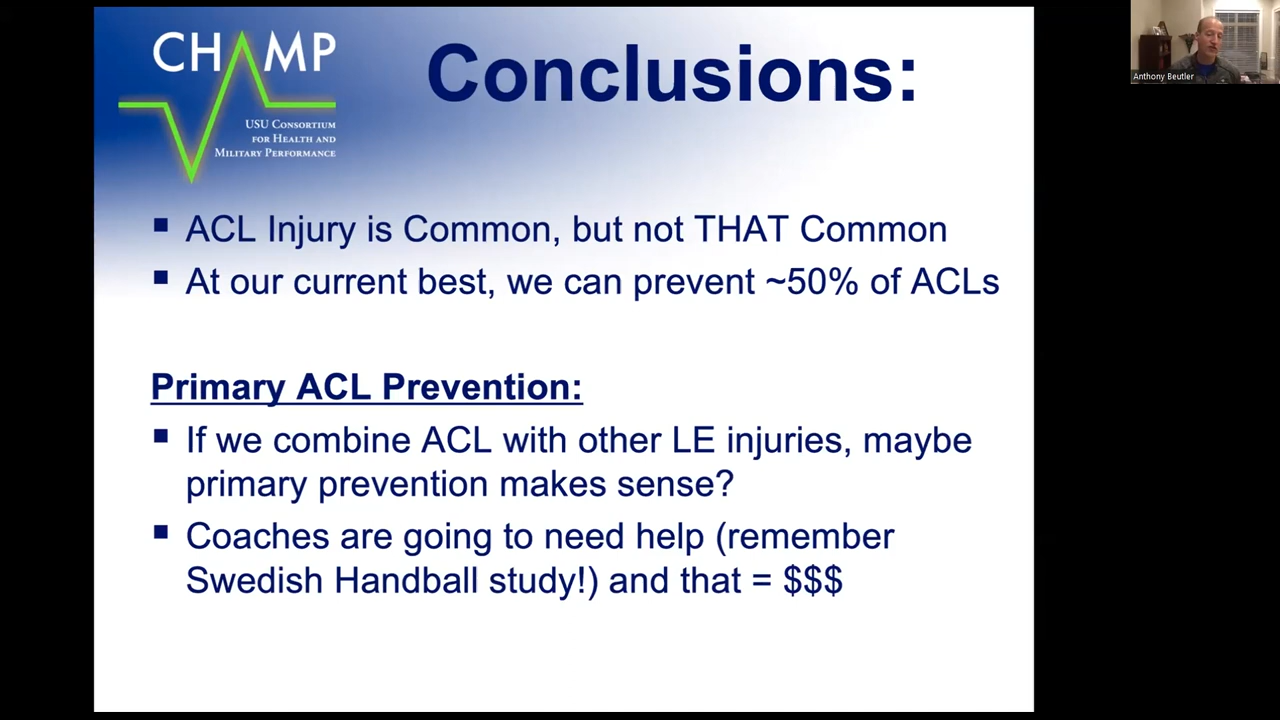 CHAMP
USU CONSORTIUM
FOR HEALTH AND
MILITARY PERFORMANCE
Conclusions:
▪ ACL Injury is Common, but not THAT Common
▪ At our current best, we can prevent ~50% of ACLs
Primary ACL Prevention:
▪ If we combine ACL with other LE injuries, maybe
primary prevention makes sense?
▪ Coaches are going to need help (remember
Swedish Handball study!) and that = $$$
Anthony Beutler